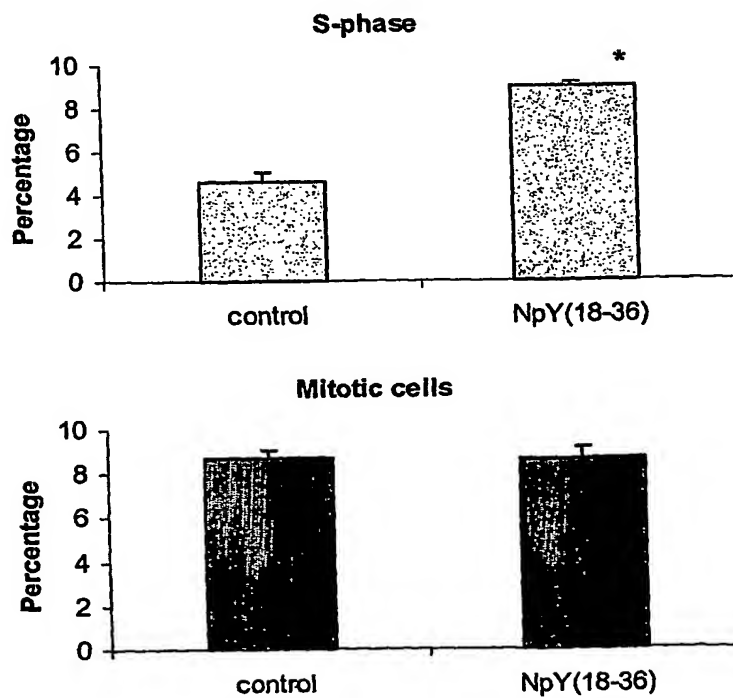 S-phase
*
10
8
6
4
2
0
Percentage
control NpY(18-36)
Mitotic cells
10
8
6
4
2
0
Percentage
control NpY(18-36)